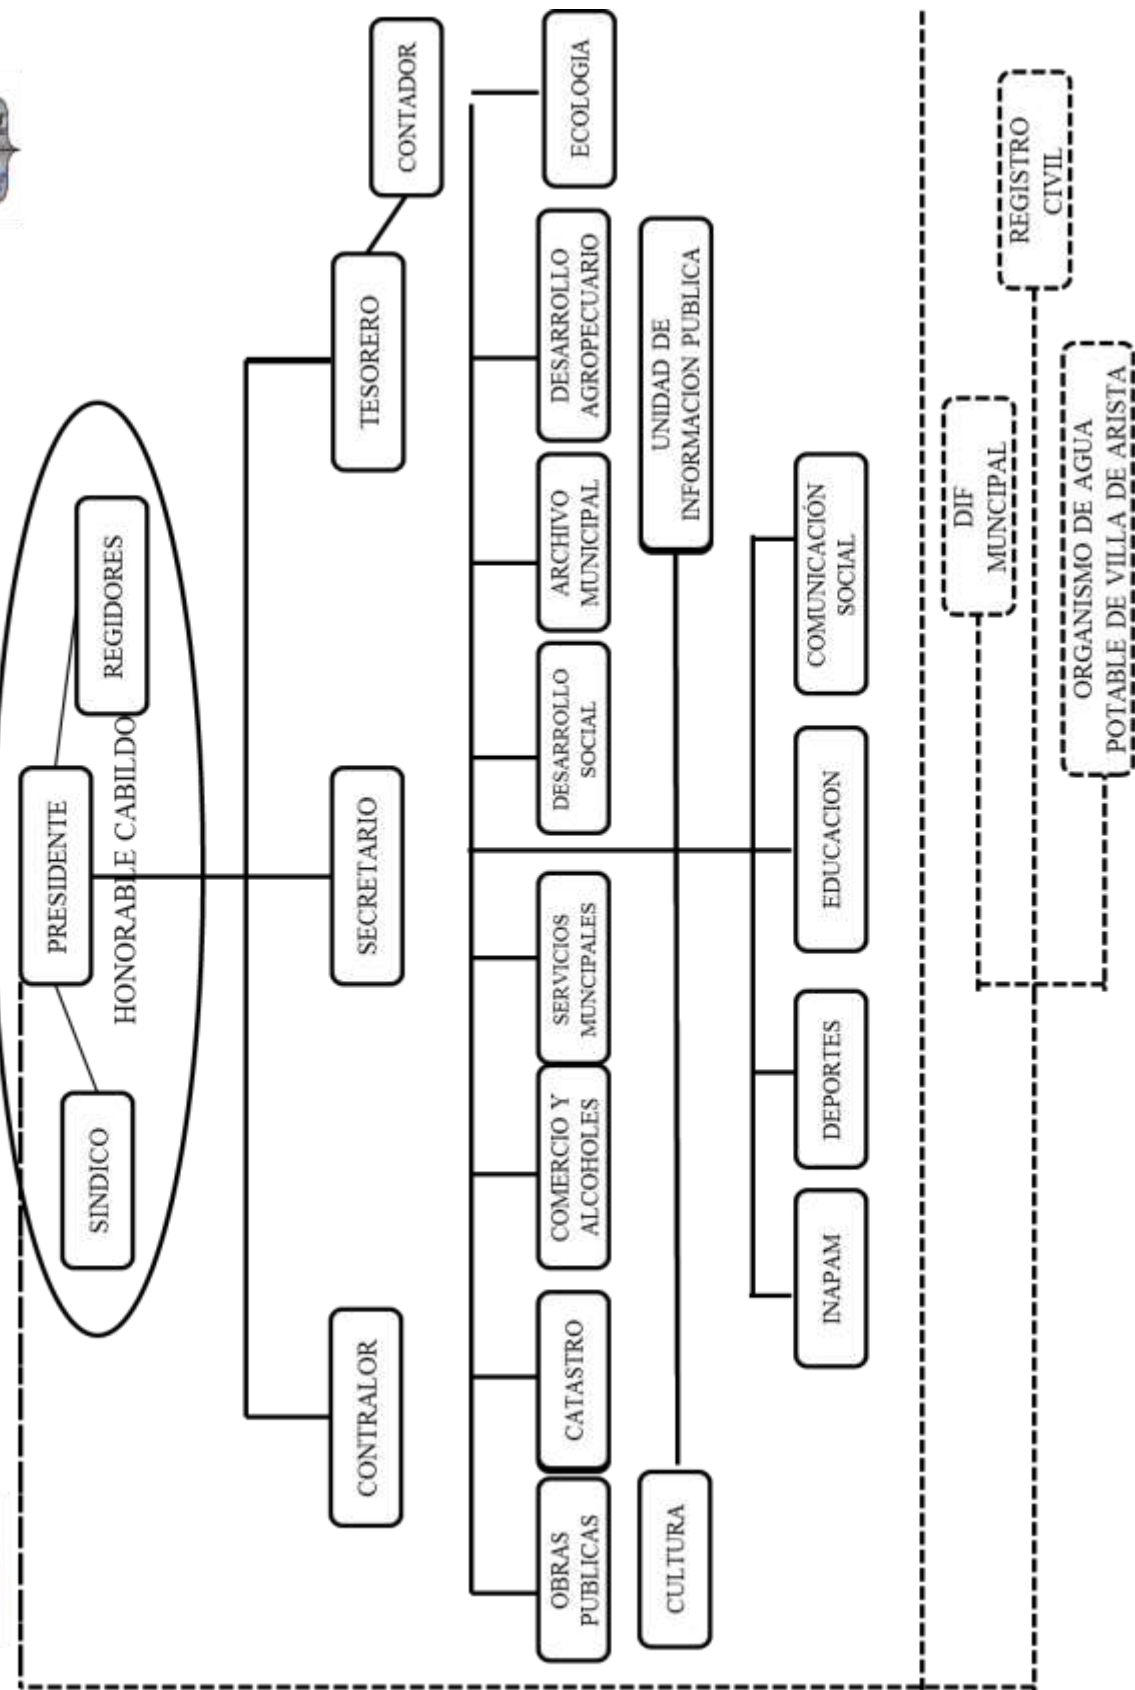 PRESIDENTE
SINDICO
REGIDORES
HONORABLE CABILDO
CONTRALOR
SECRETARIO
TESORERO
CONTADOR
OBRAS
PUBLICAS
CATASTRO
COMERCIO Y
ALCOHOLES
SERVICIOS
MUNCIPALES
DESARROLLO
SOCIAL
ARCHIVO
MUNICIPAL
DESARROLLO
AGROPECUARIO
ECOLOGIA
CULTURA
UNIDAD DE
INFORMACION PUBLICA
INAPAM
DEPORTES
EDUCACION
COMUNICACIÓN
SOCIAL
DIF
MUNCIPAL
REGISTRO
CIVIL
ORGANISMO DE AGUA
POTABLE DE VILLA DE ARISTA